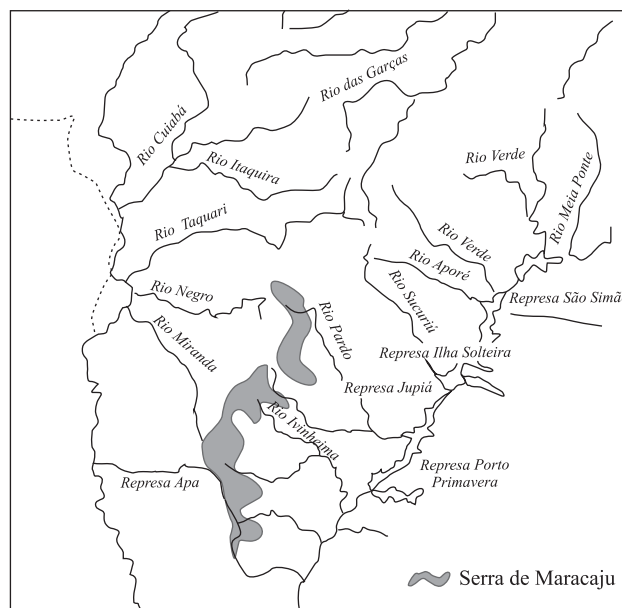 Rio das Garças
Rio Cuiabá
Rio Itaquira
Rio Verde
Rio Meia Ponte
Rio Taquari
Rio Verde
Rio Aporé
Rio Negro
Rio Sucuriú
Represa São Simã
Rio Miranda
Rio Pardo
Represa Ilha Solteira
Represa Jupiá
Rio Ivinheima
Represa Apa
Represa Porto
Primavera
Serra de Maracaju